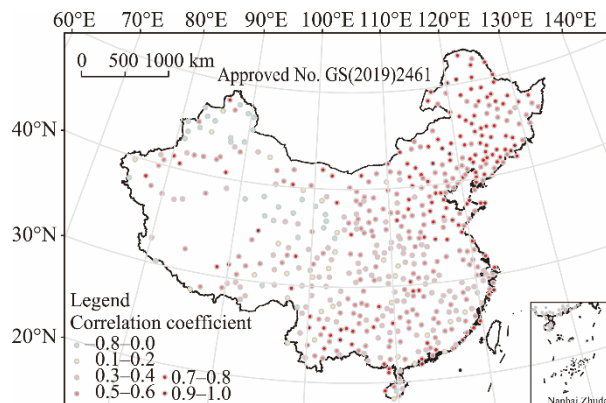 60°E 70°E 80°E 90°E 100°E 110°E 120°E 130°E 140°E
0 500 1000 km
Approved No. GS(2019)2461
40°N
30°N
20°N
Legend
Correlation coefficient
0.8–0.0
0.1–0.2
0.3–0.4 0.7–0.8
0.5–0.6 0.9–1.0
Nanhai Zhudao